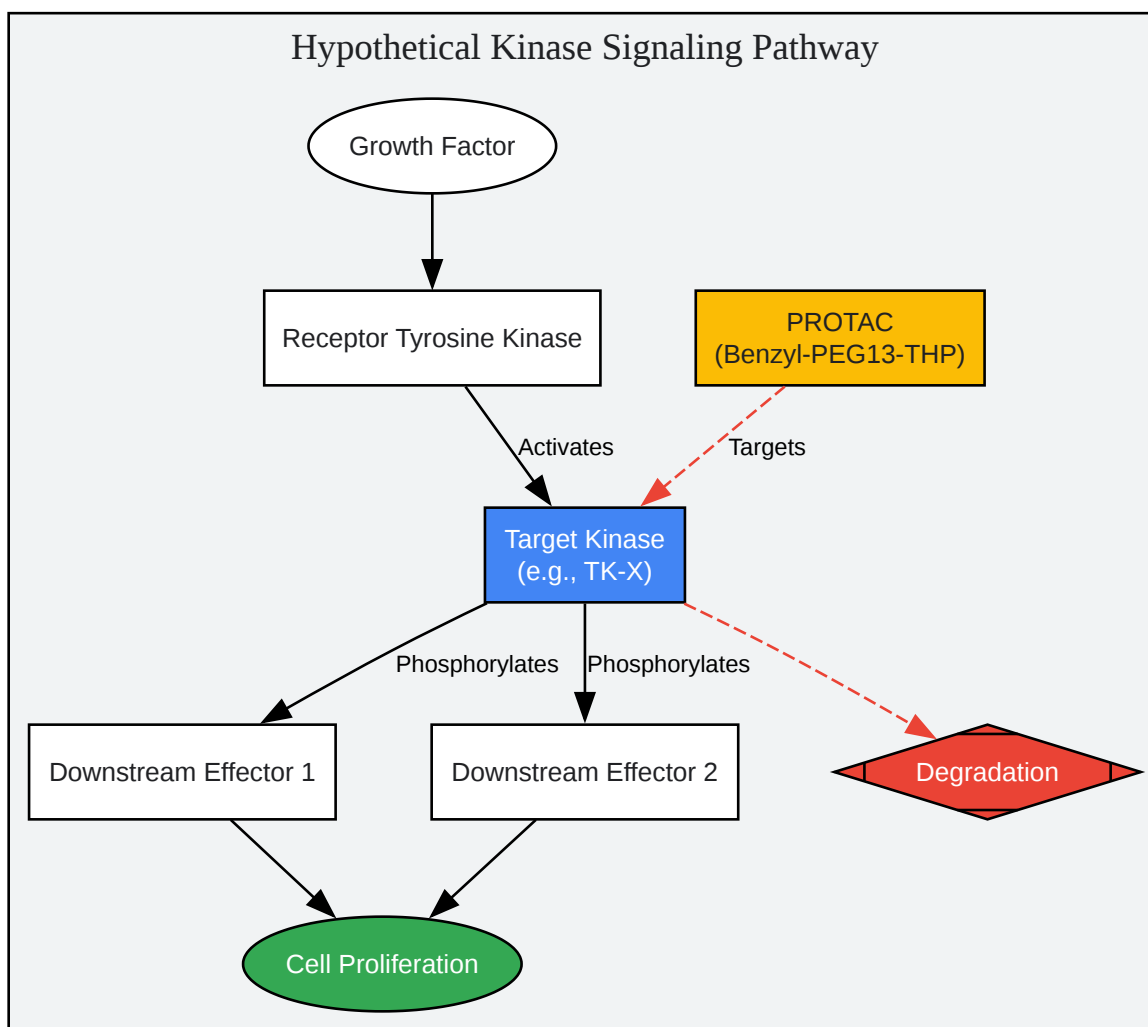 Hypothetical Kinase Signaling Pathway
Growth Factor
Receptor Tyrosine Kinase
PROTAC
(Benzyl-PEG13-THP)
Activates
Targets
Target Kinase
(e.g., TK-X)
Phosphorylates
Phosphorylates
Downstream Effector 1
Downstream Effector 2
Degradation
Cell Proliferation